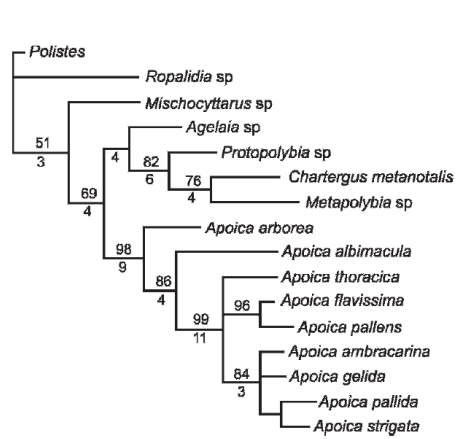 Polistes
Ropalidia sp
Mischocyttarus sp
51
3
Agelaia sp
4
Protopolybia sp
82
6
Chartergus metanotalis
76
4
Metapolybia sp
69
4
Apoica arborea
98
9
Apoica albimacula
86
4
Apoica thoracica
Apoica flavissima
96
99
11
Apoica pallens
Apoica ambracarina
84
3
Apoica gelida
Apoica pallida
Apoica strigata